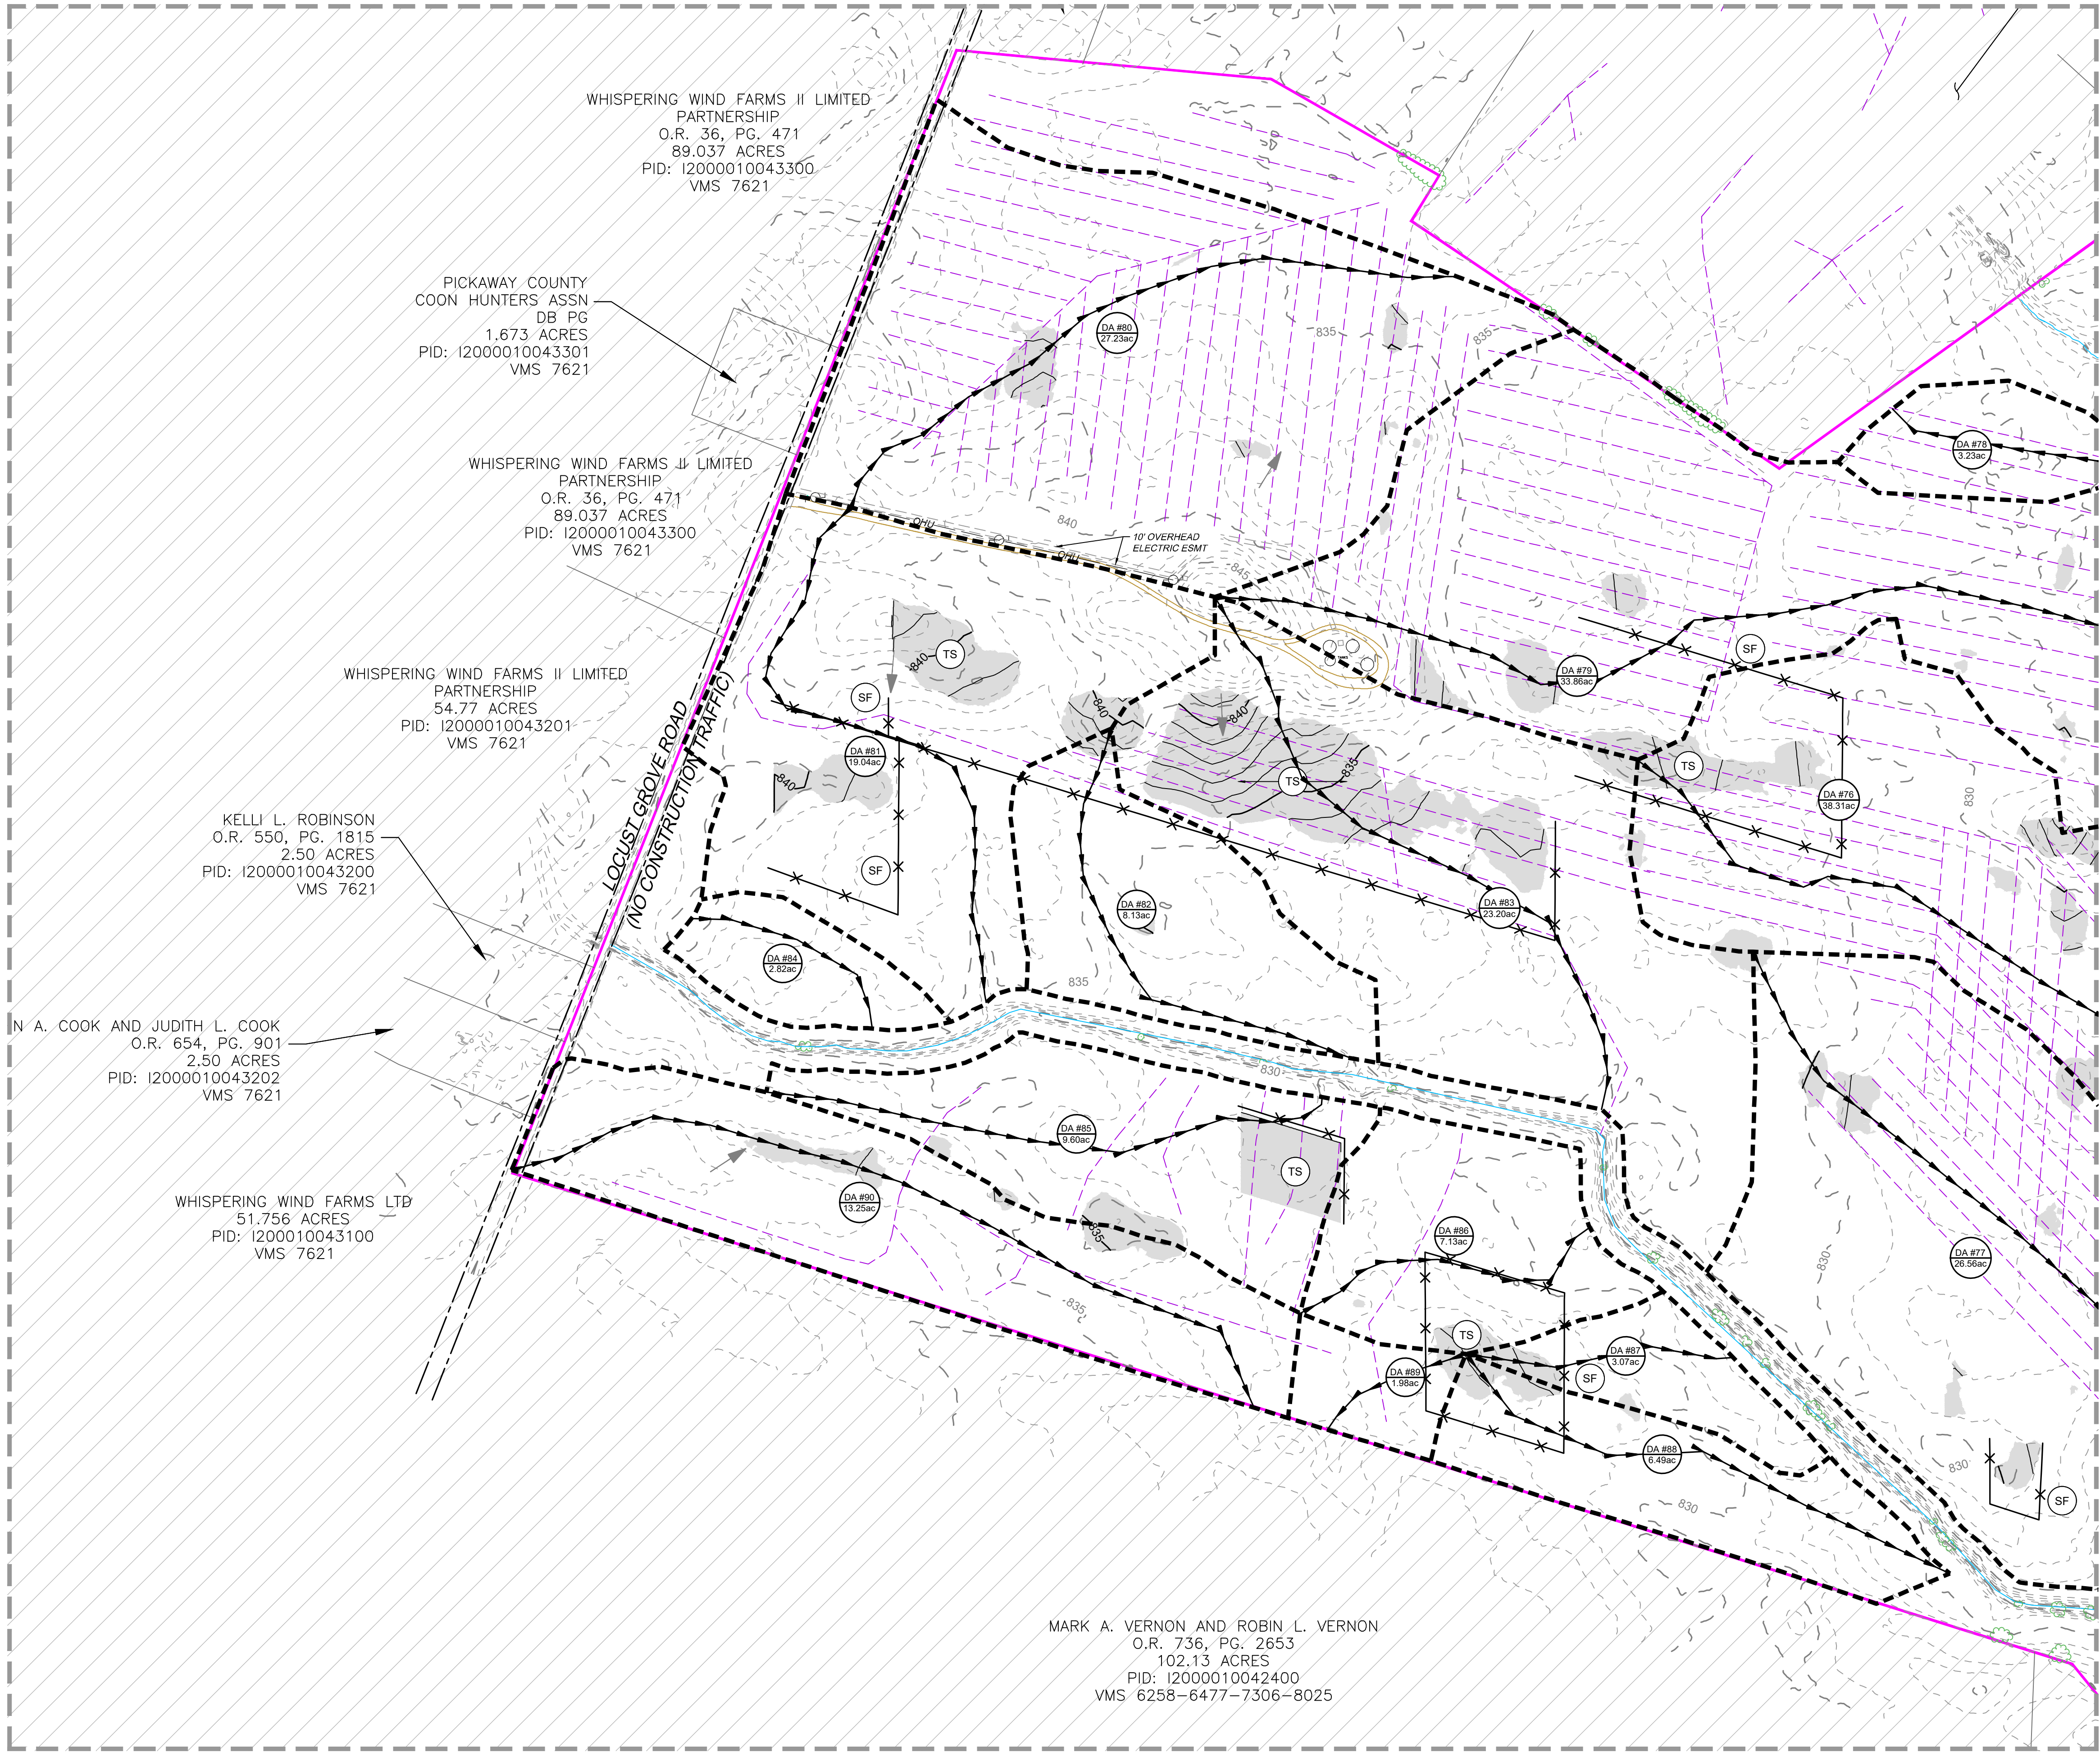 WHISPERING WIND FARMS II LIMITED
PARTNERSHIP
O.R. 36, PG. 471
89.037 ACRES
PID: I2000010043300
VMS 7621
PICKAWAY COUNTY
COON HUNTERS ASSN
DB PG
1.673 ACRES
PID: I2000010043301
VMS 7621
WHISPERING WIND FARMS II LIMITED
PARTNERSHIP
O.R. 36, PG. 471
89.037 ACRES
PID: I2000010043300
VMS 7621
WHISPERING WIND FARMS II LIMITED
PARTNERSHIP
54.77 ACRES
PID: I2000010043201
VMS 7621
KELLI L. ROBINSON
O.R. 550, PG. 1815
2.50 ACRES
PID: I2000010043200
VMS 7621
N A. COOK AND JUDITH L. COOK
O.R. 654, PG. 901
2.50 ACRES
PID: I2000010043202
VMS 7621
WHISPERING WIND FARMS LTD
51.756 ACRES
PID: I200010043100
VMS 7621
MARK A. VERNON AND ROBIN L. VERNON
O.R. 736, PG. 2653
102.13 ACRES
PID: I2000010042400
VMS 6258-6477-7306-8025
LOCUST GROVE ROAD
(NO CONSTRUCTION TRAFFIC)
10' OVERHEAD
ELECTRIC ESMT
OHU
OHU
DA #80
27.23ac
DA #78
3.23ac
DA #79
33.86ac
DA #76
38.31ac
DA #81
19.04ac
DA #82
8.13ac
DA #83
23.20ac
DA #84
2.82ac
DA #85
9.60ac
DA #90
13.25ac
DA #86
7.13ac
DA #87
3.07ac
DA #89
1.98ac
DA #88
6.49ac
DA #77
26.56ac
TS
TS
TS
TS
TS
SF
SF
SF
SF
SF
835
835
840
845
840
840
840
840
835
830
835
830
835
835
830
830
830